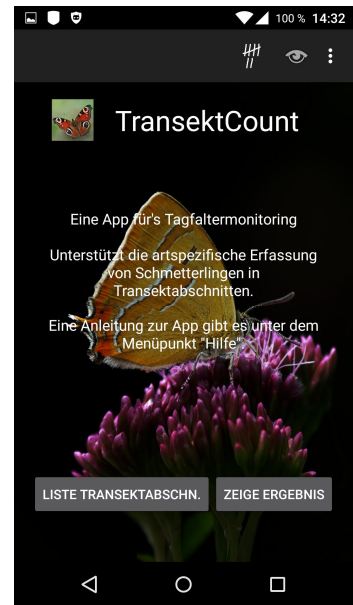 100 % 14:32
TransektCount
Eine App für's Tagfaltermonitoring
Unterstützt die artspezifische Erfassung
von Schmetterlingen in
Transektabschnitten.
Eine Anleitung zur App gibt es unter dem
Menüpunkt "Hilfe"
LISTE TRANSEKTABSCHN. ZEIGE ERGEBNIS